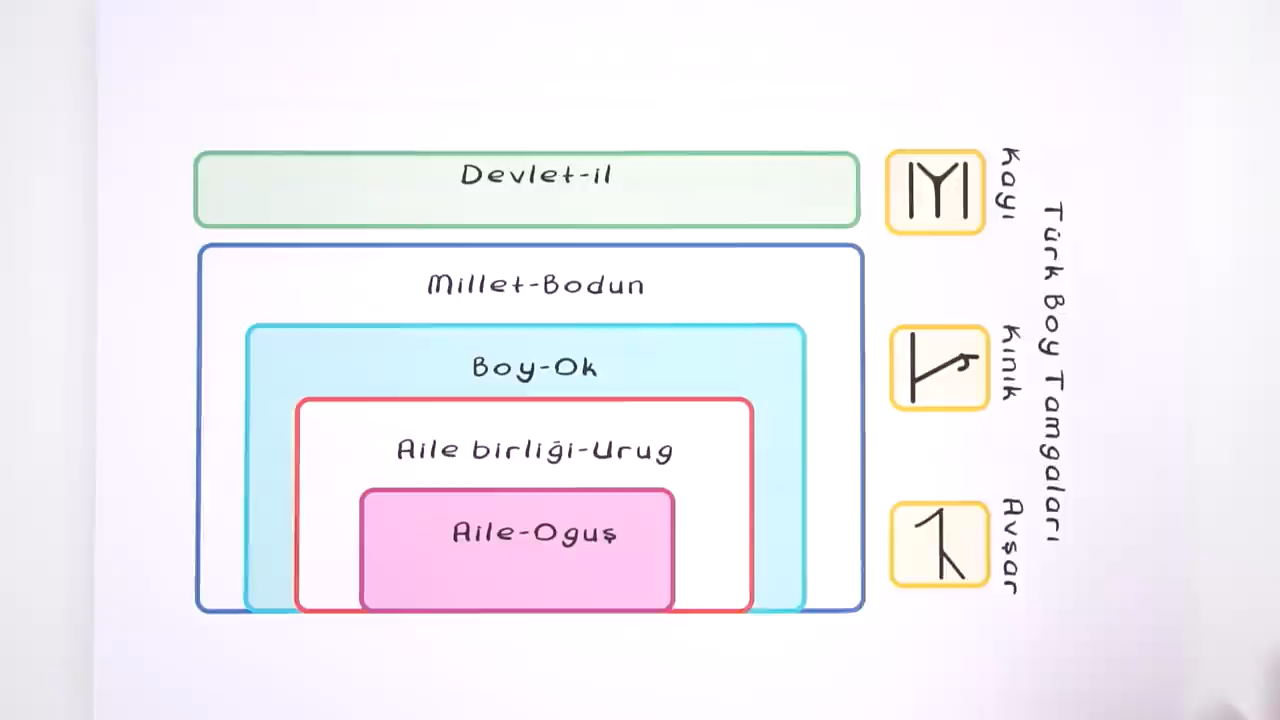 Devlet-il
Millet-Bodun
Boy-Ok
Aile birliği-Urug
Aile-Oguş
Kayı
Kınık
Avşar
Türk Boy Tamgaları